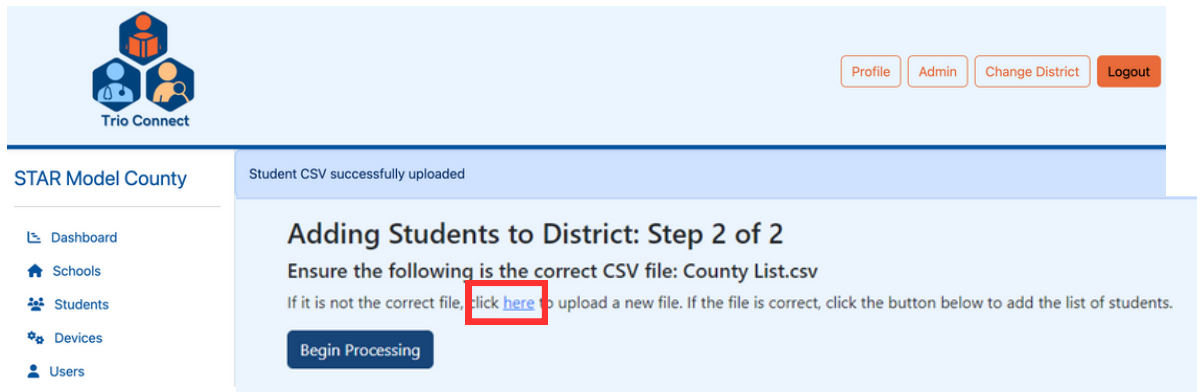 Trio Connect
Profile
Admin
Change District
Logout
STAR Model County
Dashboard
Schools
Students
Devices
Users
Student CSV successfully uploaded
Adding Students to District: Step 2 of 2
Ensure the following is the correct CSV file: County List.csv
If it is not the correct file, click here to upload a new file. If the file is correct, click the button below to add the list of students.
Begin Processing